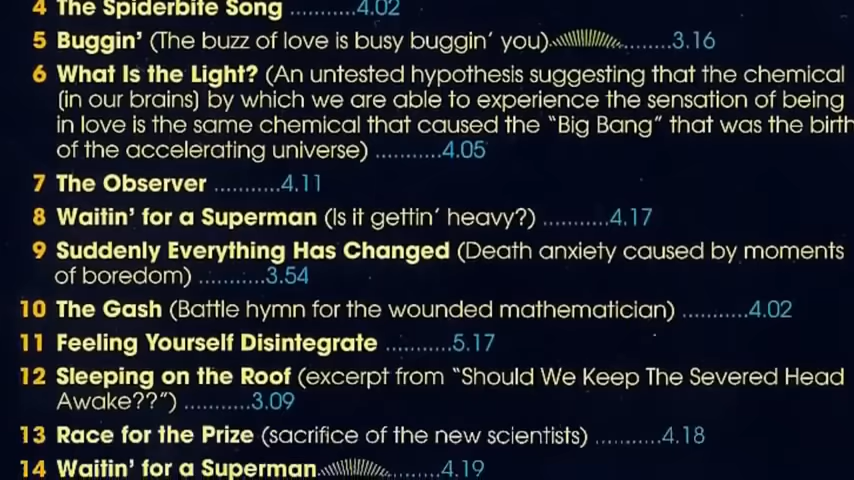 4 The Spiderbite Song ...........4.02
5 Buggin' (The buzz of love is busy buggin' you)..........3.16
6 What Is the Light? (An untested hypothesis suggesting that the chemical
(in our brains) by which we are able to experience the sensation of being
in love is the same chemical that caused the "Big Bang" that was the birth
of the accelerating universe) ...........4.05
7 The Observer ...........4.11
8 Waitin' for a Superman (Is it gettin' heavy?) ...........4.17
9 Suddenly Everything Has Changed (Death anxiety caused by moments
of boredom) ...........3.54
10 The Gash (Battle hymn for the wounded mathematician) ...........4.02
11 Feeling Yourself Disintegrate ...........5.17
12 Sleeping on the Roof (excerpt from "Should We Keep The Severed Head
Awake??") ...........3.09
13 Race for the Prize (sacrifice of the new scientists) ...........4.18
14 Waitin' for a Superman..........4.19